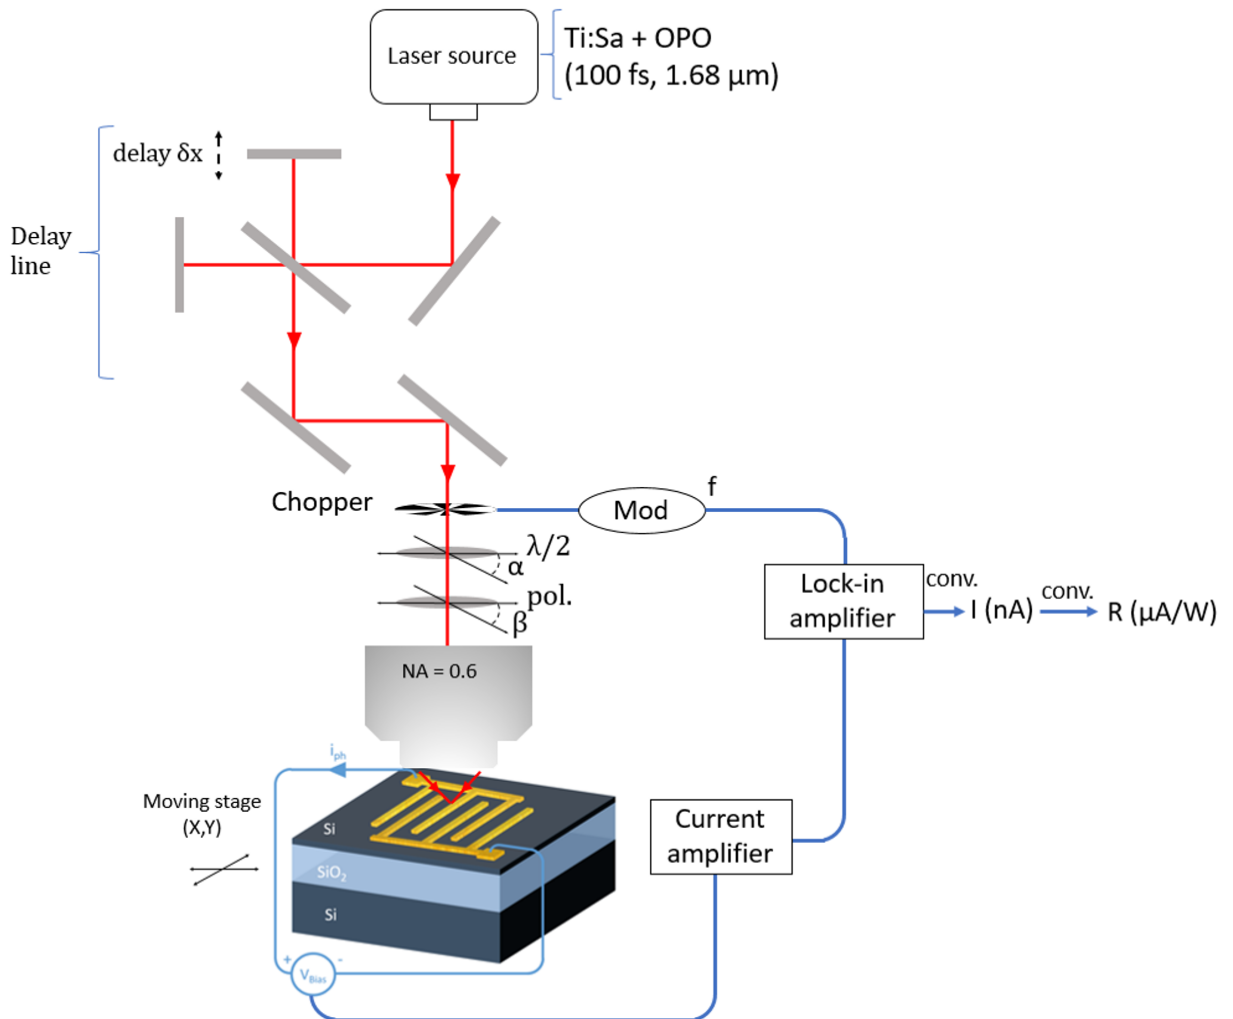 Laser source
Ti:Sa + OPO
(100 fs, 1.68 µm)
delay δx
Delay
line
Chopper
Mod
f
λ/2
α
pol.
β
Lock-in
amplifier
conv.
I (nA)
conv.
R (µA/W)
NA = 0.6
iph
Moving stage
(X,Y)
Si
SiO₂
Si
Current
amplifier
+
-
VBias